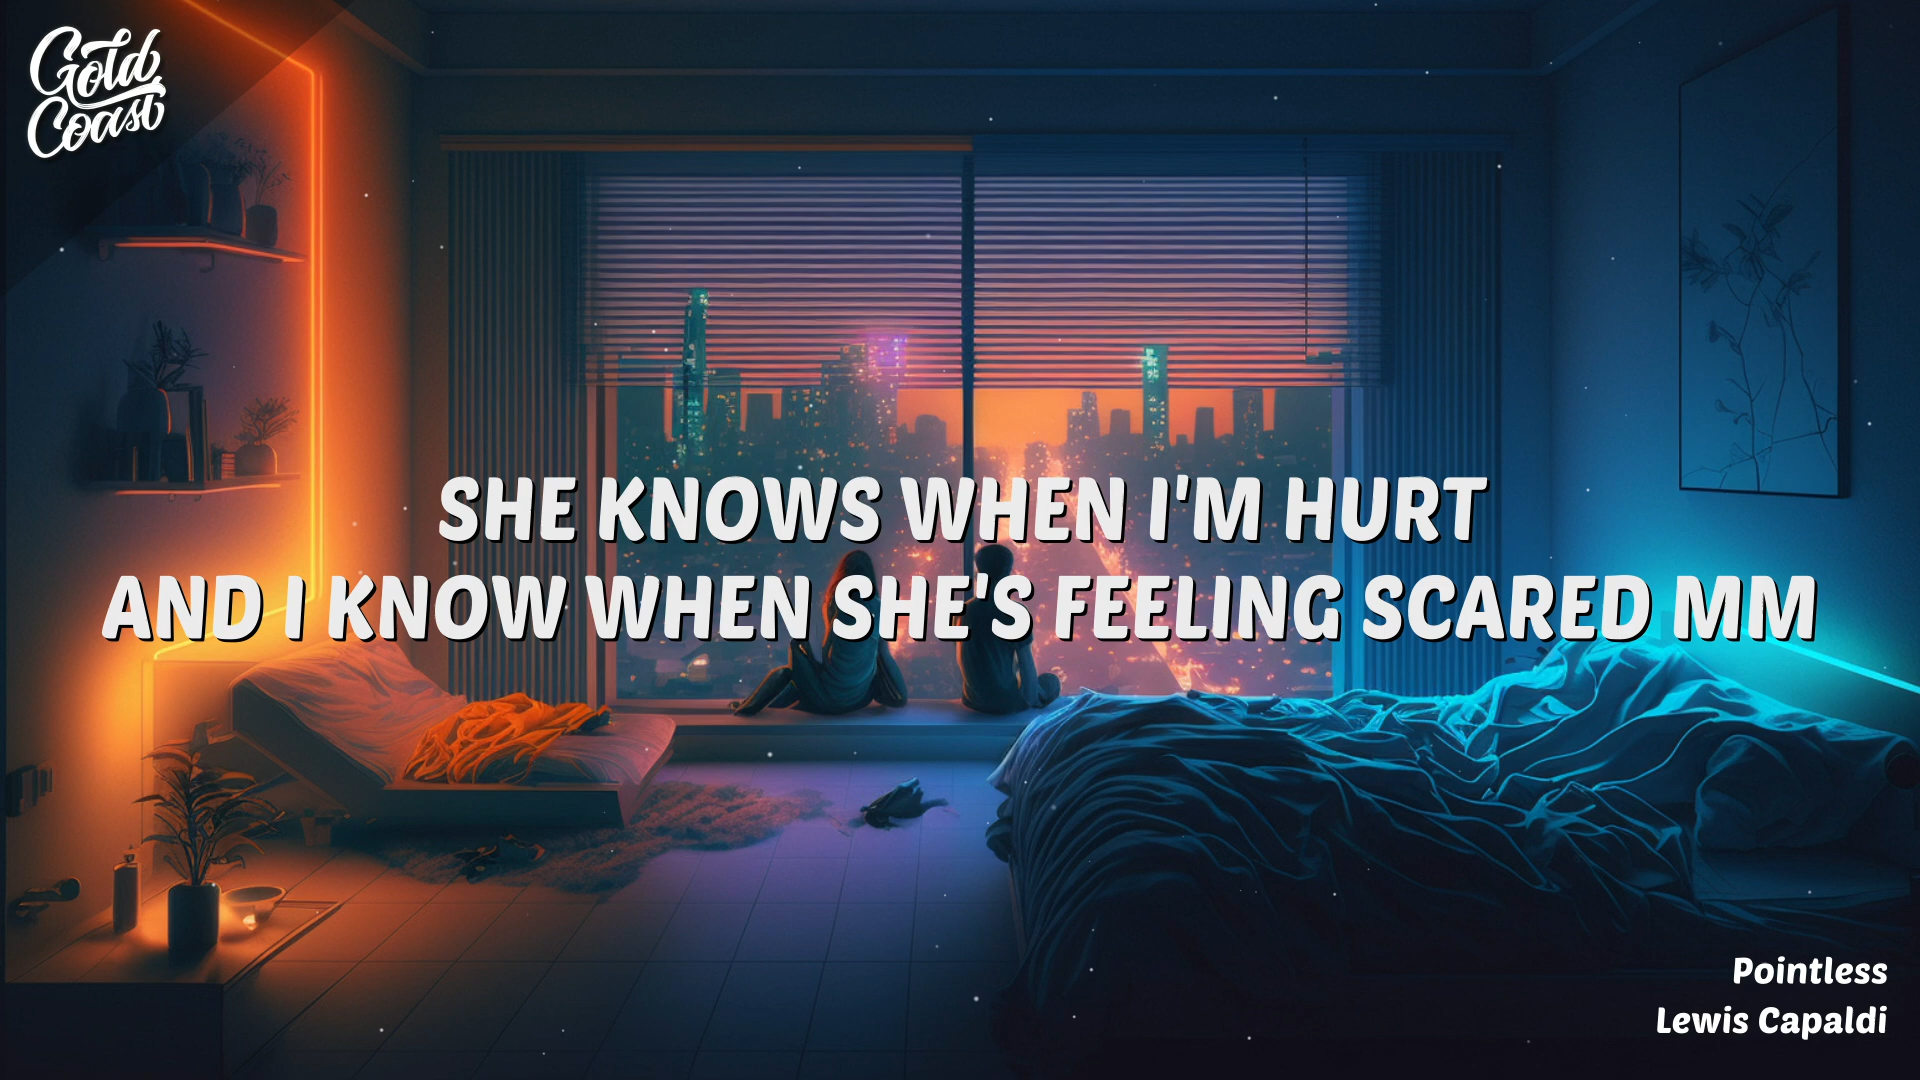 Gold
Coast
SHE KNOWS WHEN I'M HURT
AND I KNOW WHEN SHE'S FEELING SCARED MM
Pointless
Lewis Capaldi